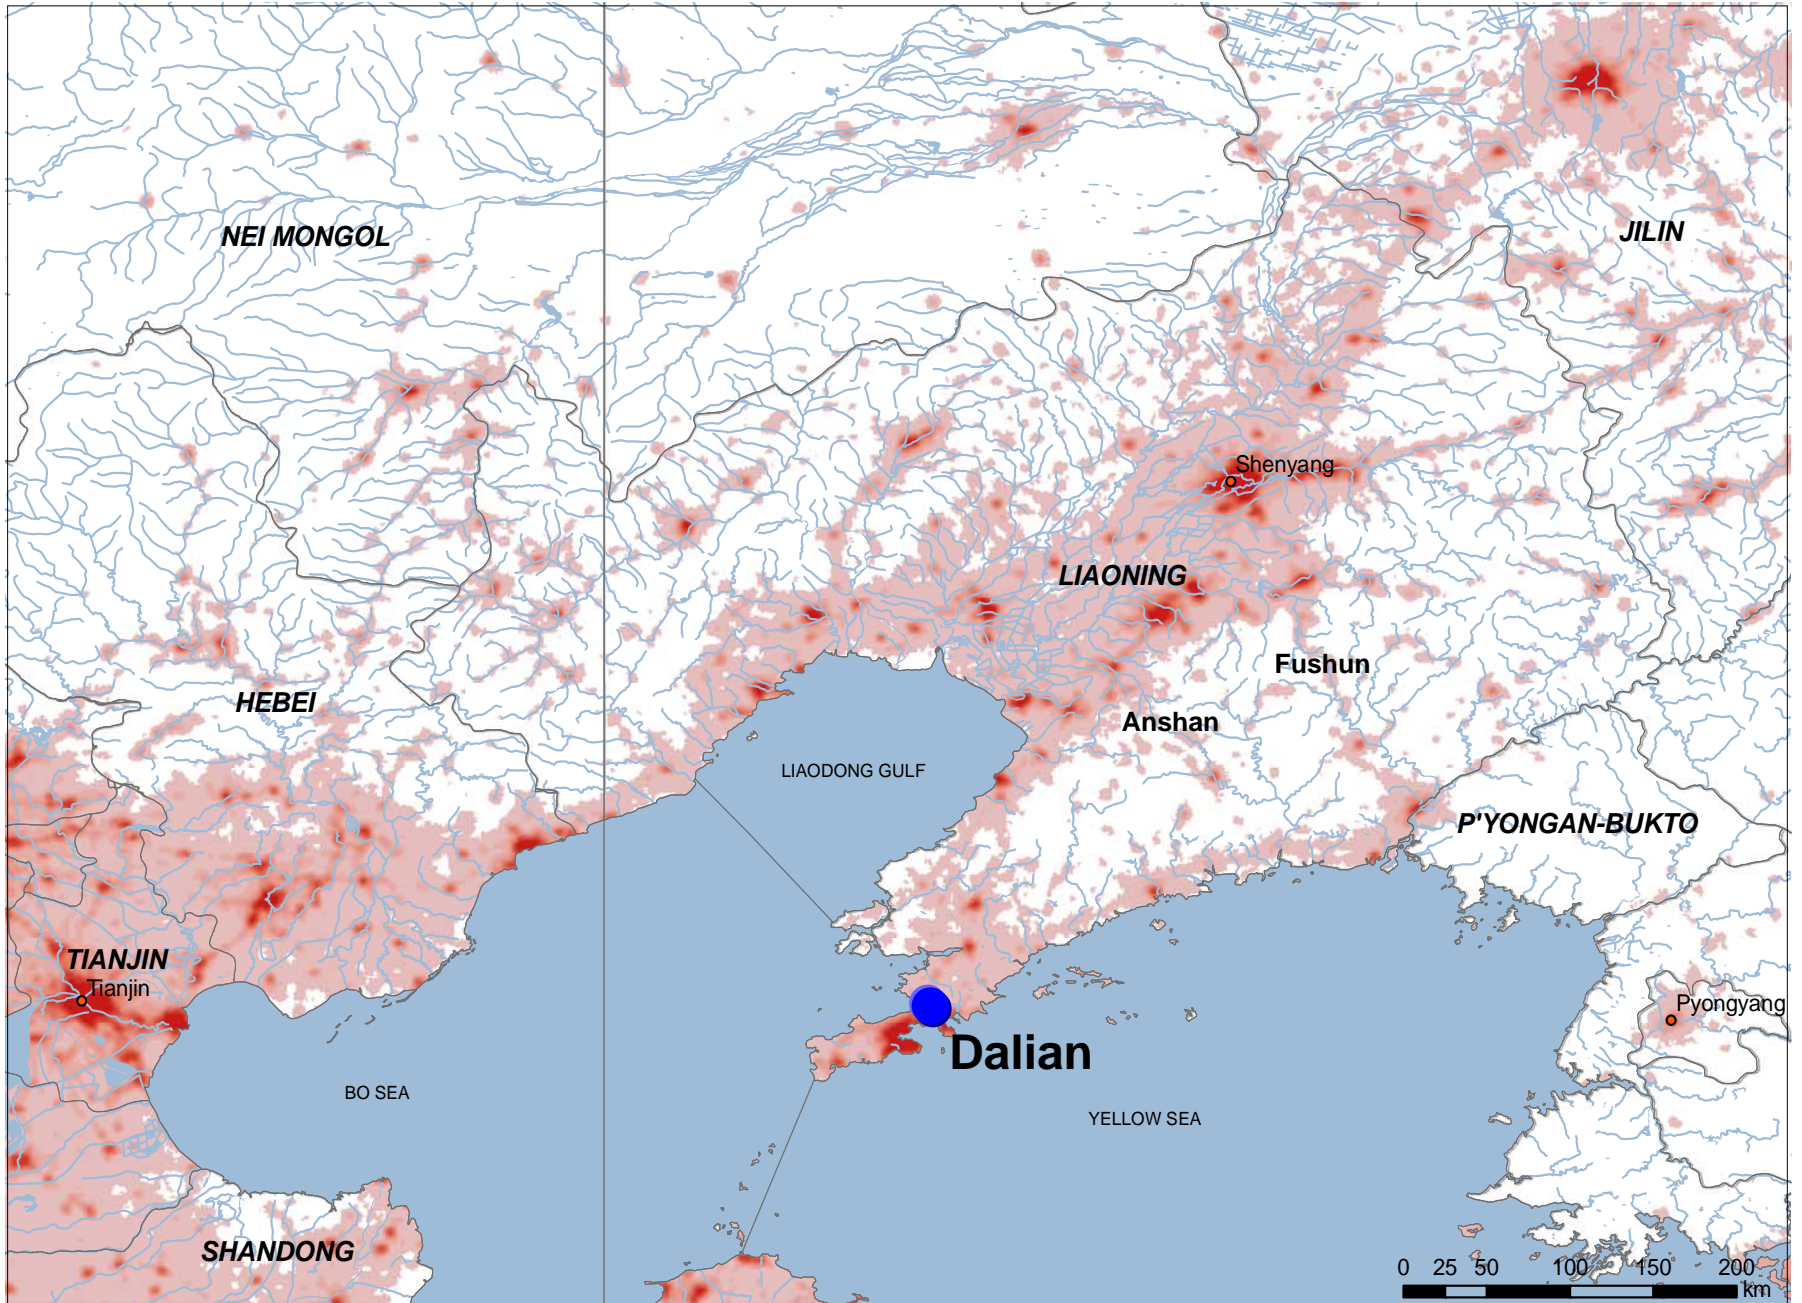 NEI MONGOL
JILIN
Shenyang
LIAONING
Fushun
HEBEI
Anshan
LIAODONG GULF
P'YONGAN-BUKTO
TIANJIN
Tianjin
Pyongyang
Dalian
BO SEA
YELLOW SEA
SHANDONG
0 25 50 100 150 200
km